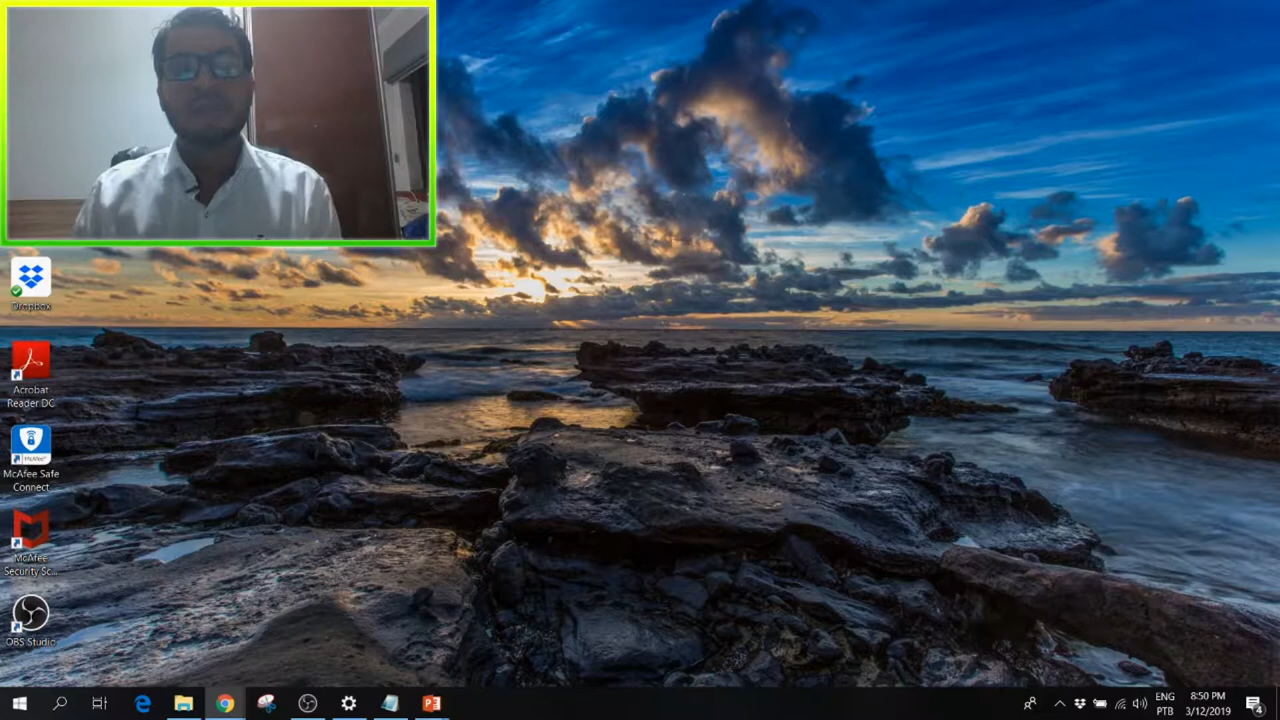 Dropbox
Acrobat
Reader DC
McAfee Safe
Connect
McAfee
Security Sc...
OBS Studio
ENG
PTB
8:50 PM
3/12/2019
4